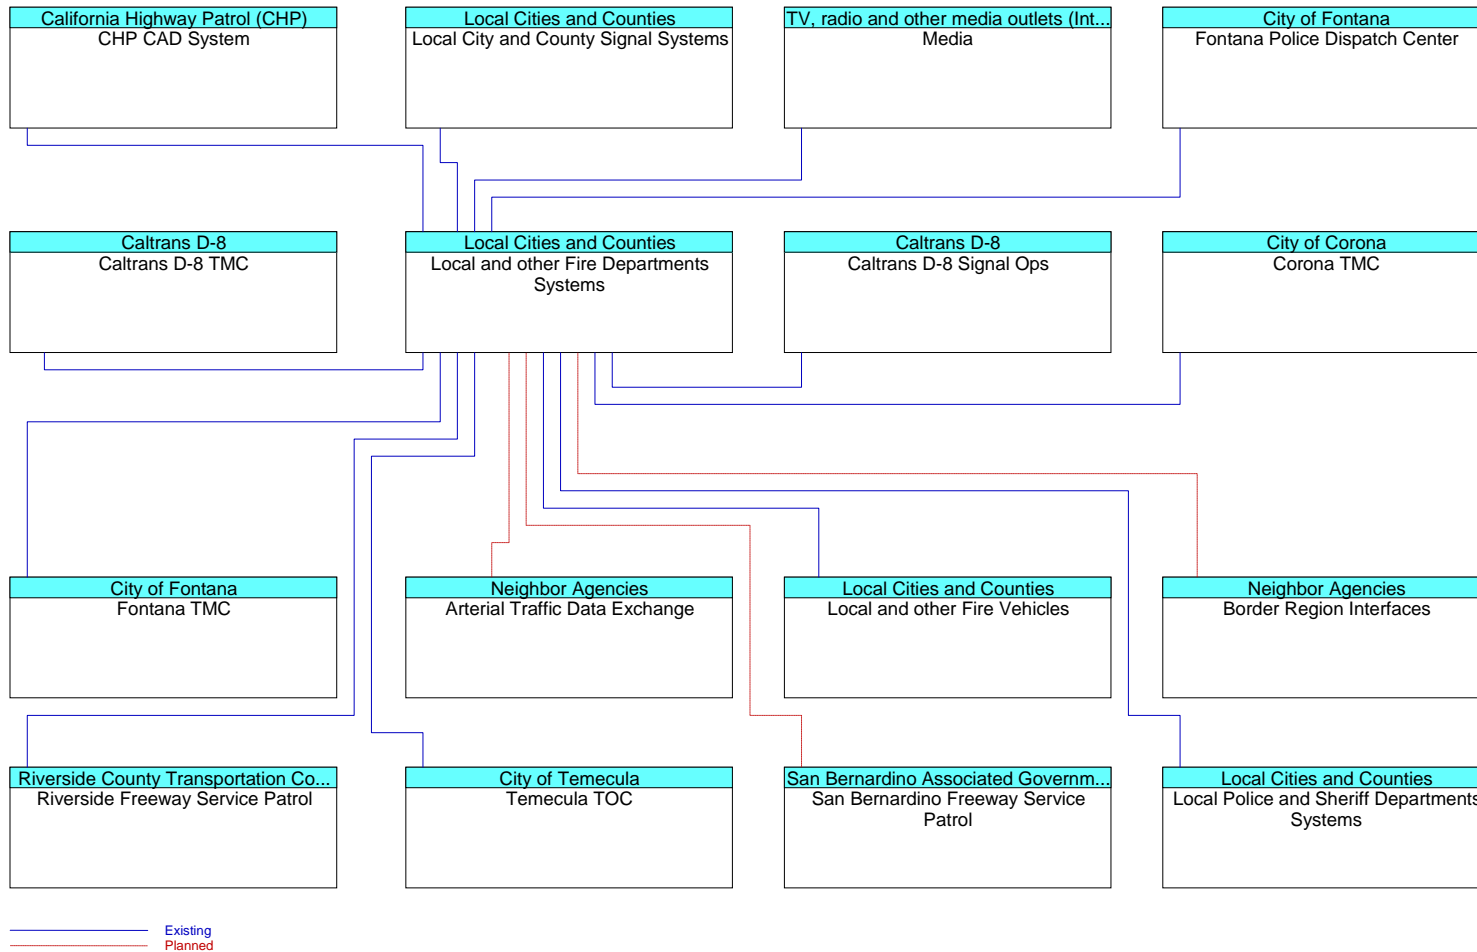 California Highway Patrol (CHP)
CHP CAD System
Local Cities and Counties
Local City and County Signal Systems
TV, radio and other media outlets (Int...
Media
City of Fontana
Fontana Police Dispatch Center
Caltrans D-8
Caltrans D-8 TMC
Local Cities and Counties
Local and other Fire Departments
Systems
Caltrans D-8
Caltrans D-8 Signal Ops
City of Corona
Corona TMC
City of Fontana
Fontana TMC
Neighbor Agencies
Arterial Traffic Data Exchange
Local Cities and Counties
Local and other Fire Vehicles
Neighbor Agencies
Border Region Interfaces
Riverside County Transportation Co...
Riverside Freeway Service Patrol
City of Temecula
Temecula TOC
San Bernardino Associated Governm...
San Bernardino Freeway Service
Patrol
Local Cities and Counties
Local Police and Sheriff Departments
Systems
Existing
Planned